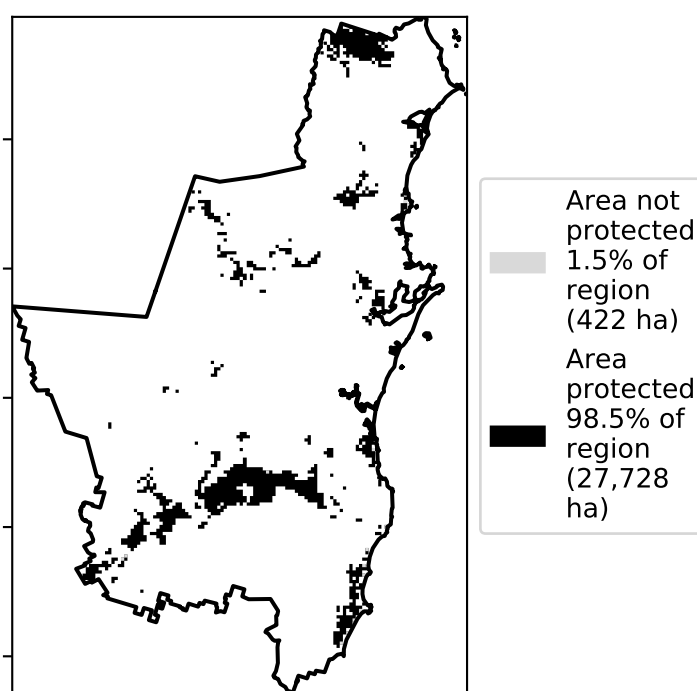 Area not
protected
1.5% of
region
(422 ha)
Area
protected
98.5% of
region
(27,728
ha)